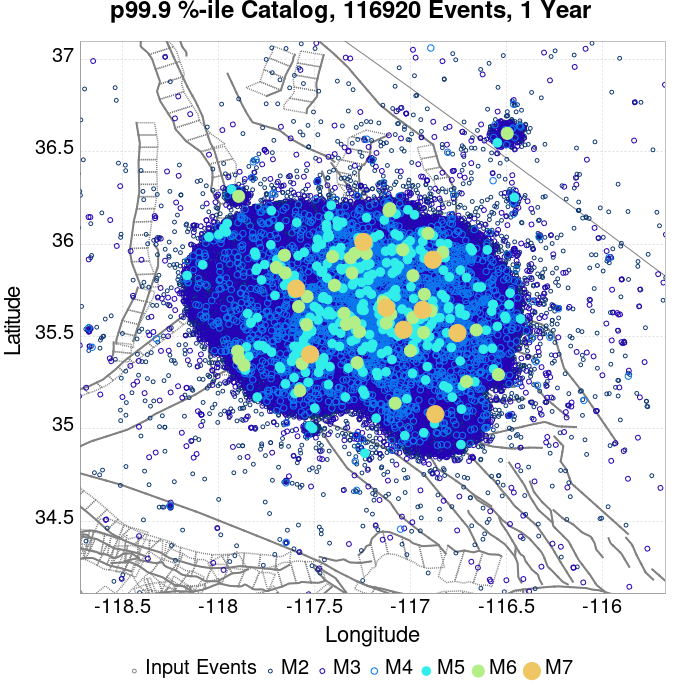 p99.9 %-ile Catalog, 116920 Events, 1 Year
37
36.5
36
35.5
35
34.5
Latitude
-118.5 -118 -117.5 -117 -116.5 -116
Longitude
Input Events M2 M3 M4 M5 M6 M7